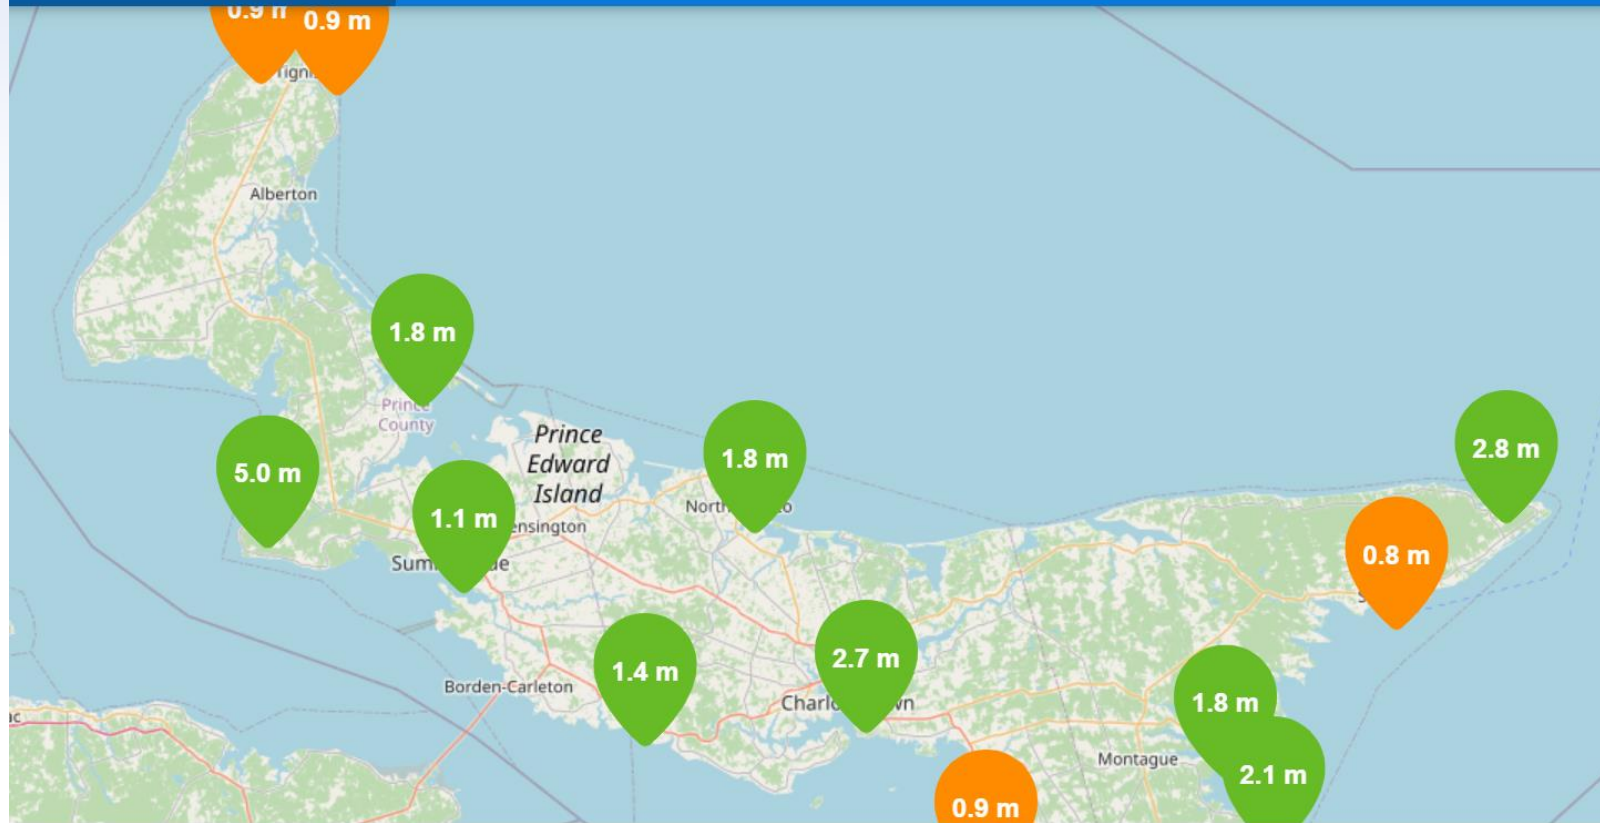 0.9 m
Alberton
1.8 m
Prince
County
Prince
Edward
Island
5.0 m
1.1 m
1.8 m
2.8 m
0.8 m
1.4 m
2.7 m
Borden-Carleton
1.8 m
Montague
2.1 m
0.9 m